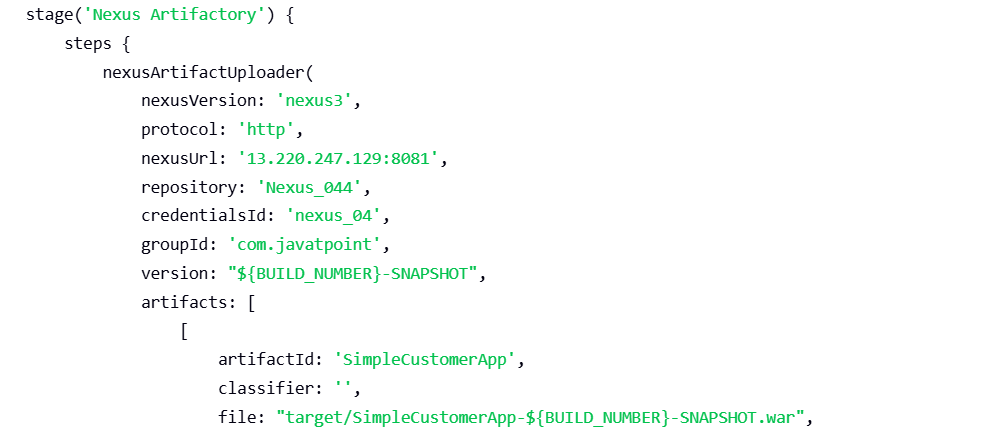 stage('Nexus Artifactory') {
    steps {
        nexusArtifactUploader(
            nexusVersion: 'nexus3',
            protocol: 'http',
            nexusUrl: '13.220.247.129:8081',
            repository: 'Nexus_044',
            credentialsId: 'nexus_04',
            groupId: 'com.javatpoint',
            version: "${BUILD_NUMBER}-SNAPSHOT",
            artifacts: [
                [
                    artifactId: 'SimpleCustomerApp',
                    classifier: '',
                    file: "target/SimpleCustomerApp-${BUILD_NUMBER}-SNAPSHOT.war",